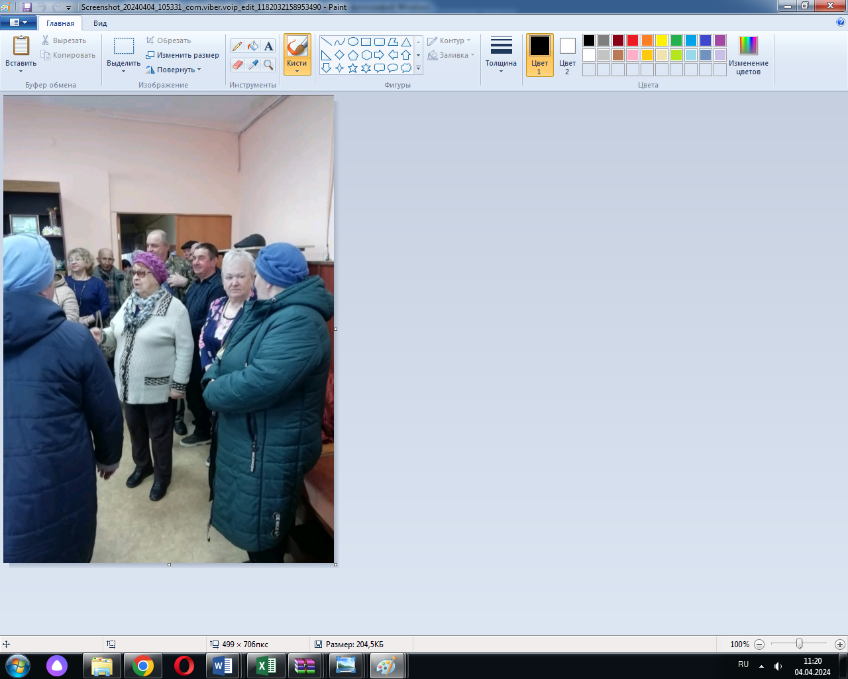 Screenshot_20240404_105331_com.viber.voip_edit_1182032158953490 - Paint
Главная Вид
Вставить
Вырезать
Копировать
Буфер обмена
Выделить
Обрезать
Изменить размер
Повернуть
Изображение
A
Инструменты
Кисти
Контур
Заливка
Фигуры
Толщина
Цвет 1
Цвет 2
Изменение цветов
Цвета
499 × 706пкс
Размер: 204,5КБ
100%
W
X
RU
11:20
04.04.2024